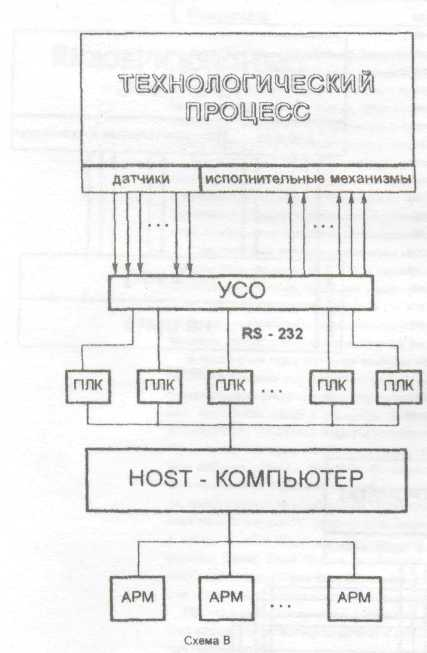 ТЕХНОЛОГИЧЕСКИЙ
ПРОЦЕСС
датчики исполнительные механизмы
... ...
УСО
RS - 232
ПЛК ПЛК ПЛК ... ПЛК ПЛК
HOST - КОМПЬЮТЕР
АРМ АРМ ... АРМ
Схема В